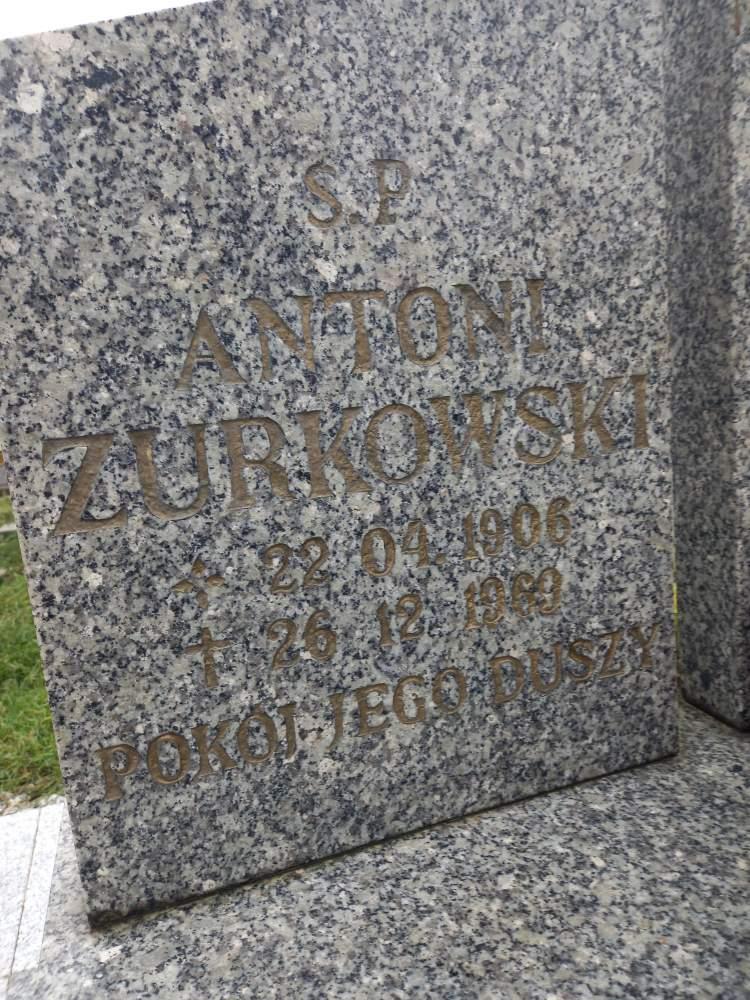 S.P
ANTONI
ZURKOWSKI
22 04. 1906
† 26 12 1969
POKÓJ JEGO DUSZY